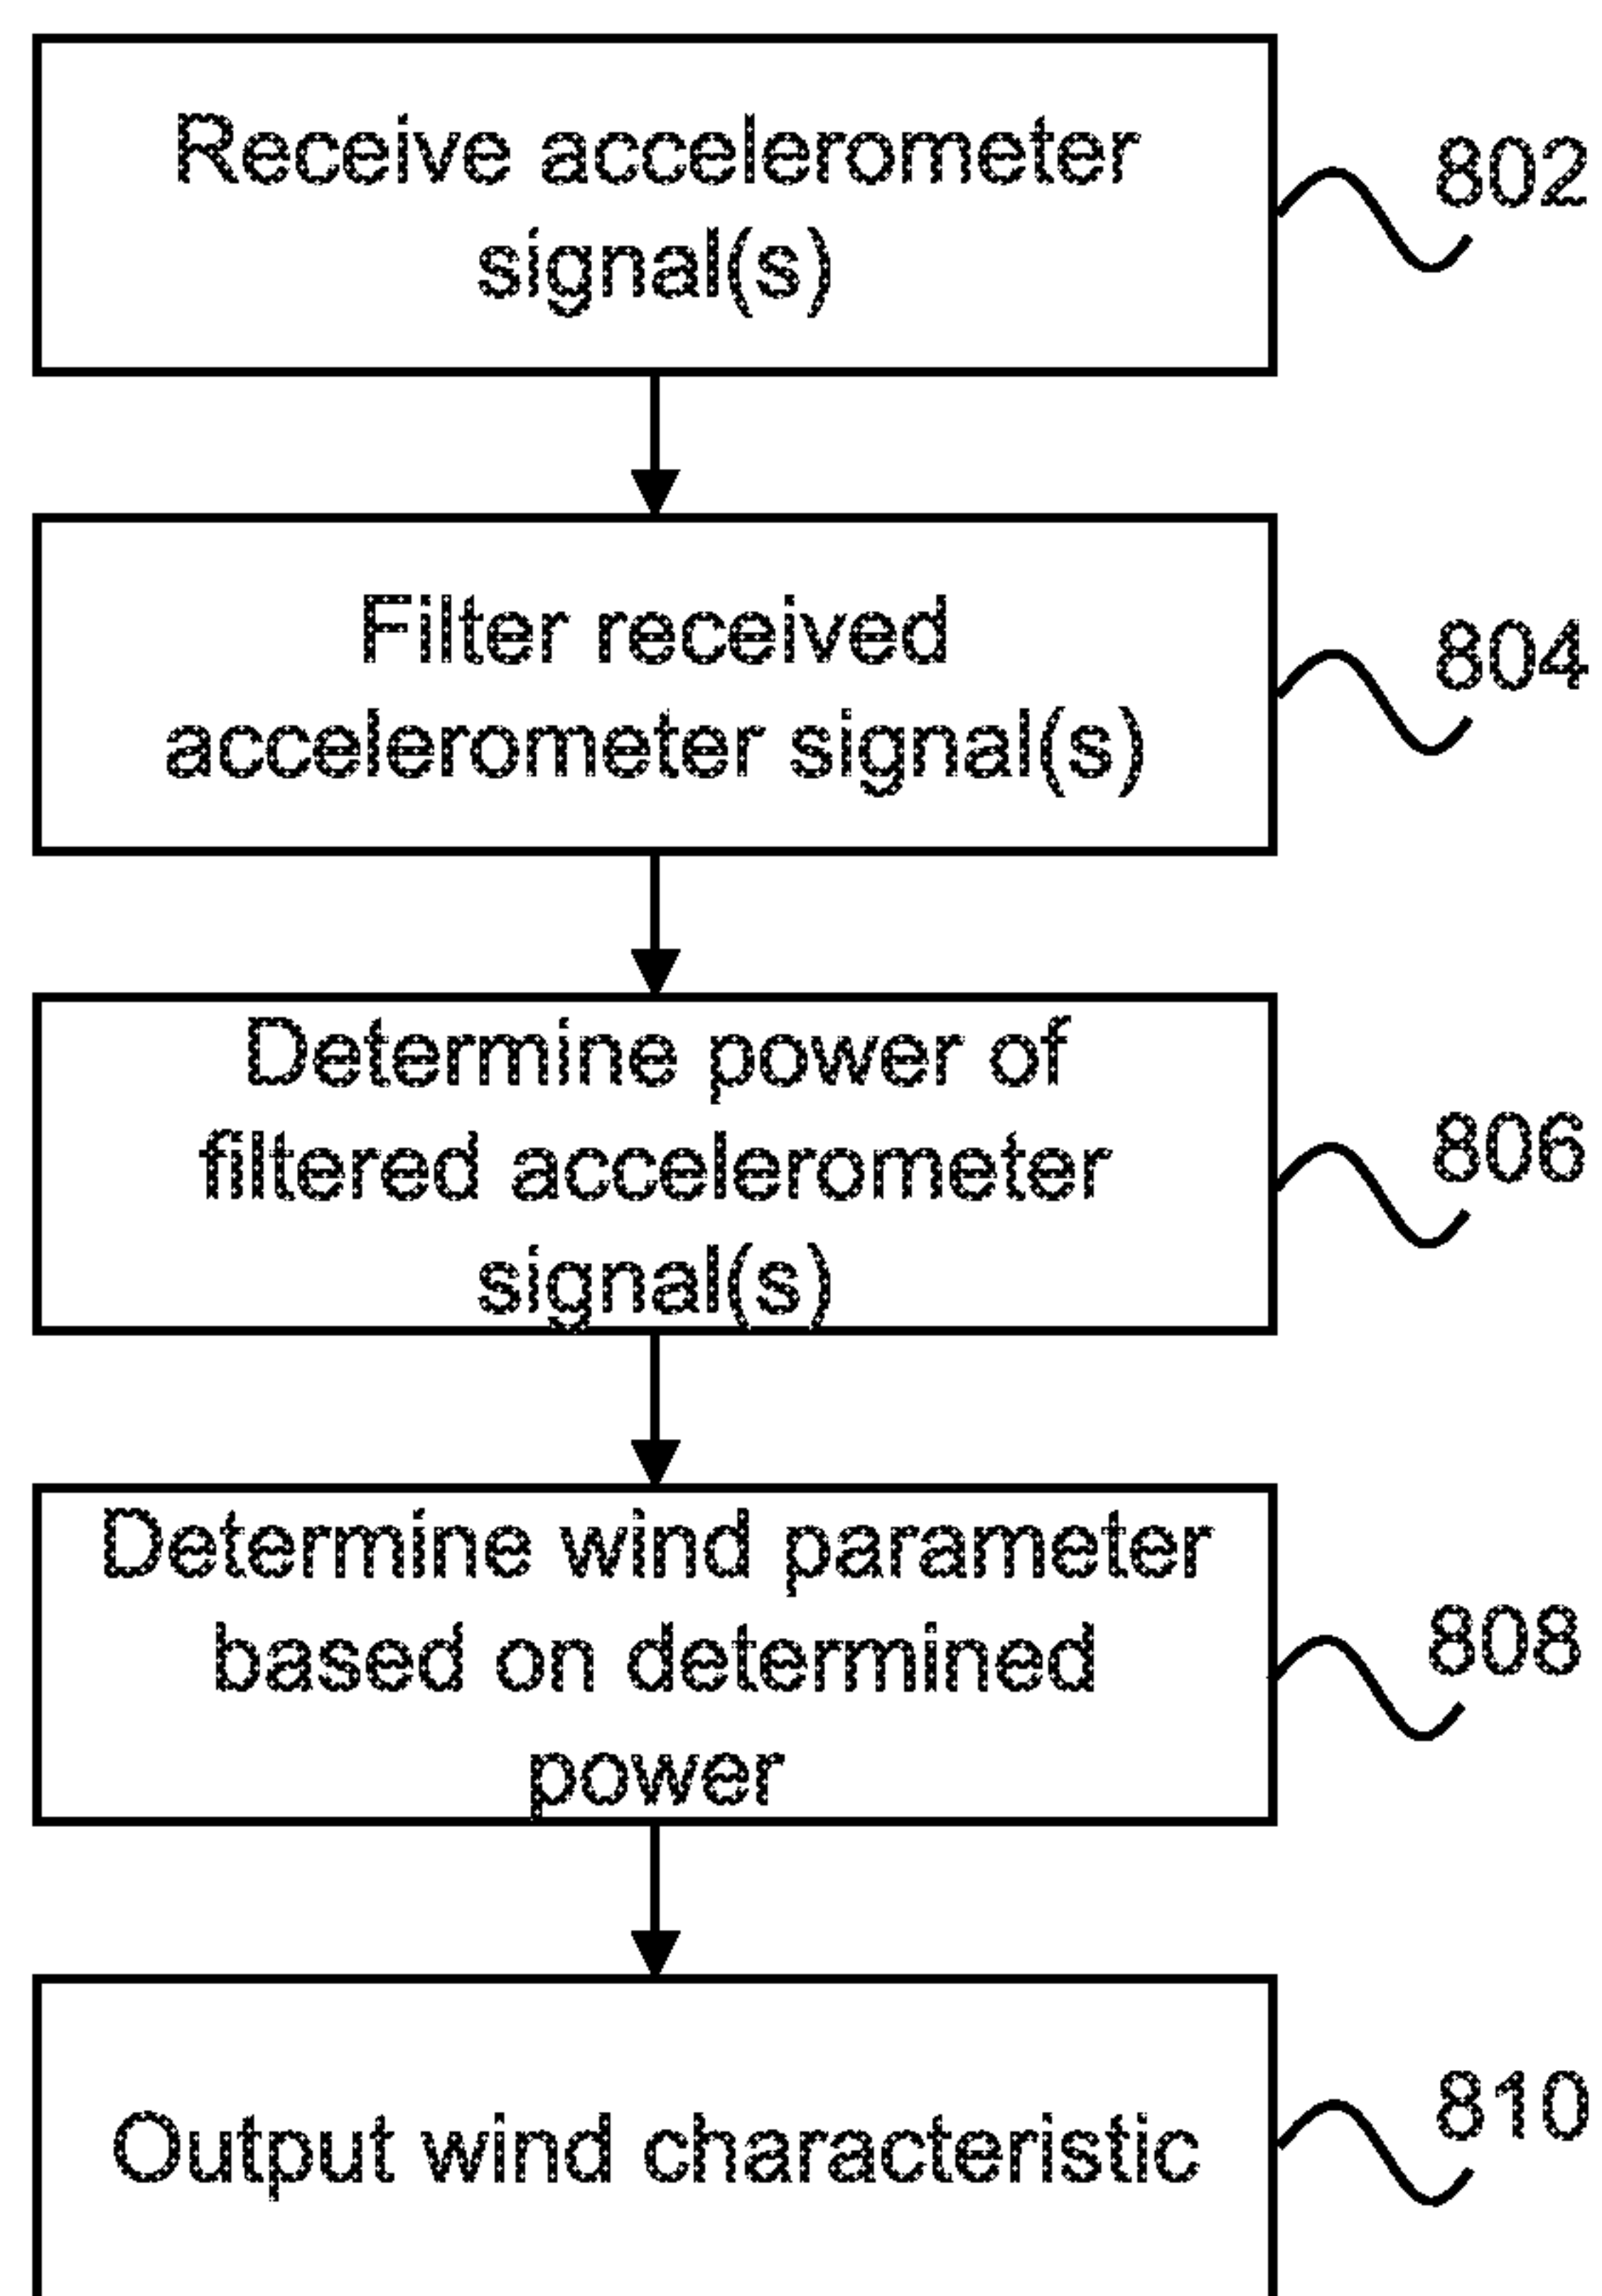 Receive accelerometer
signal(s)
802
Filter received
accelerometer signal(s)
804
Determine power of
filtered accelerometer
signal(s)
806
Determine wind parameter
based on determined
power
808
Output wind characteristic
810